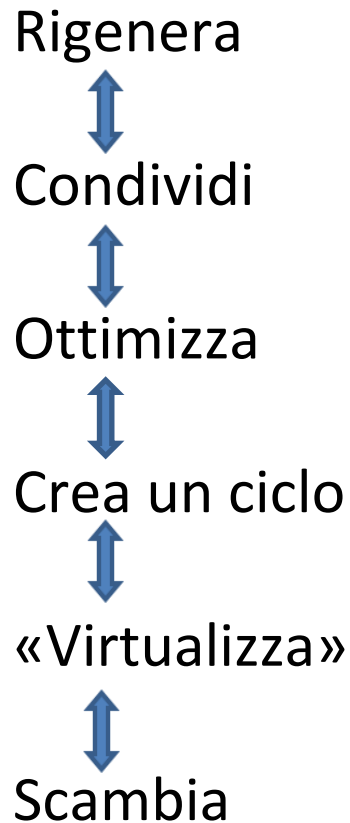 Rigenera
Condividi
Ottimizza
Crea un ciclo
«Virtualizza»
Scambia